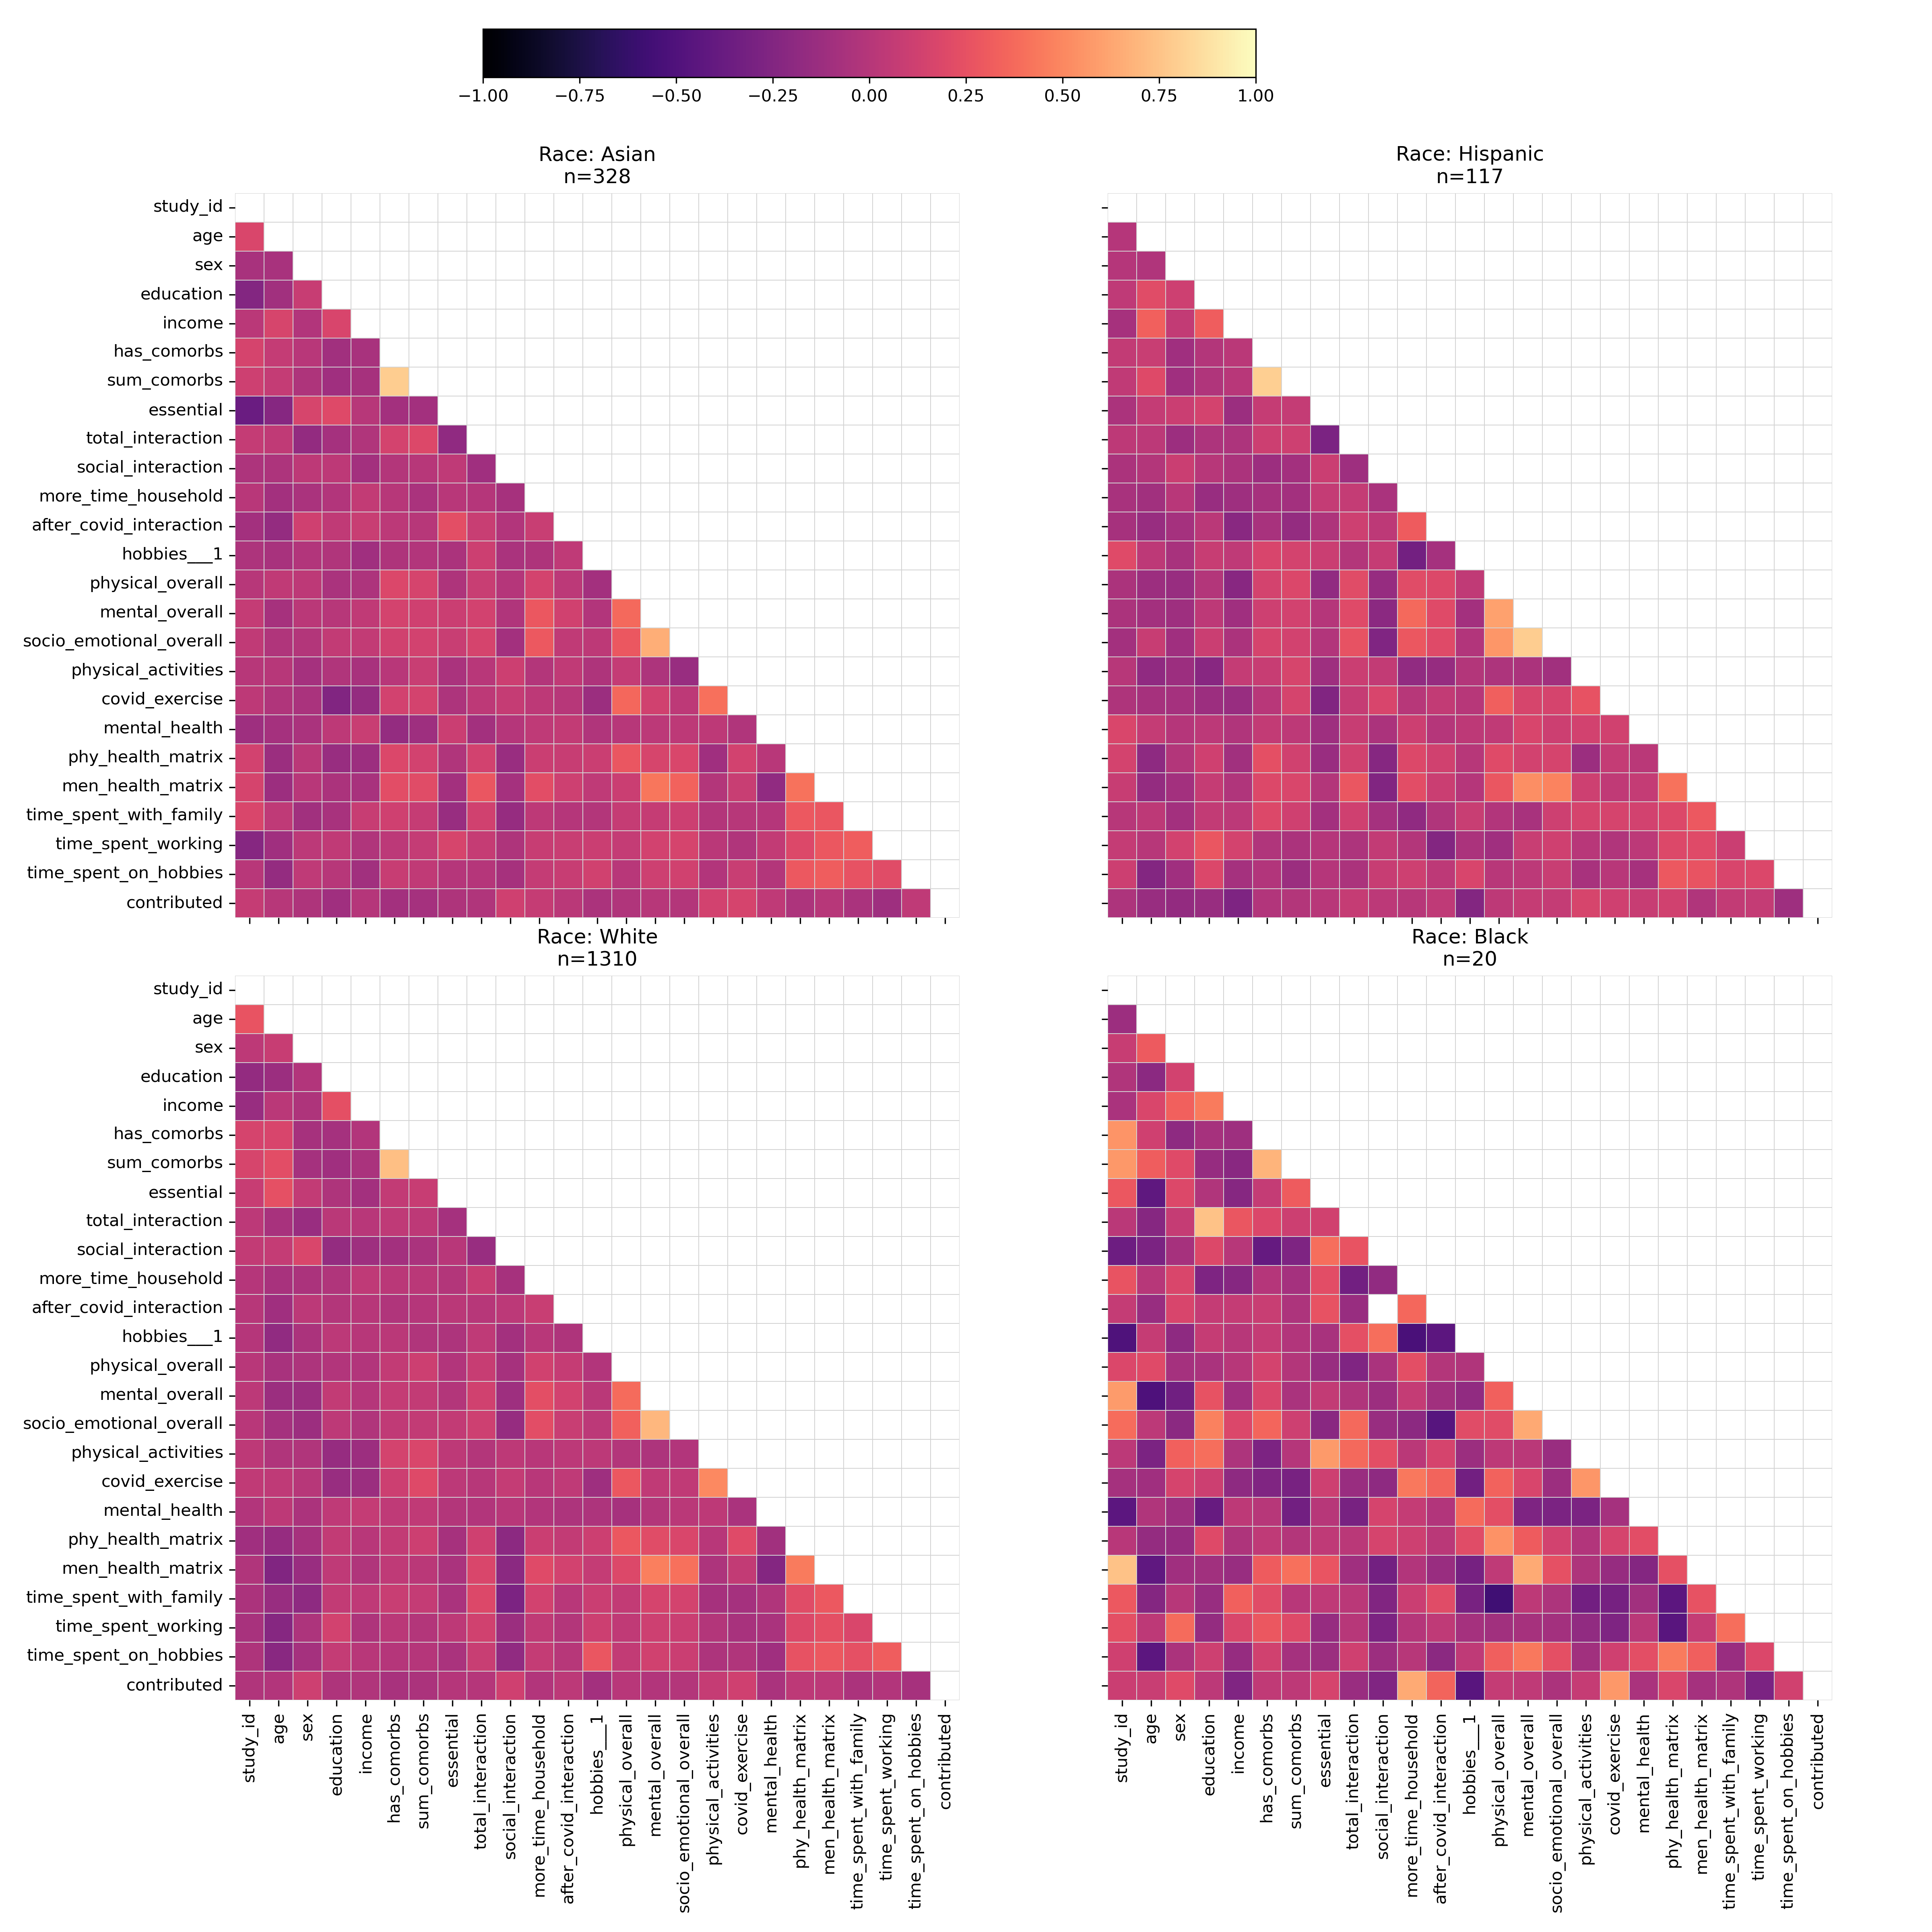 −1.00 −0.75 −0.50 −0.25 0.00 0.25 0.50 0.75 1.00
Race: Asian
n=328
Race: Hispanic
n=117
study_id
age
sex
education
income
has_comorbs
sum_comorbs
essential
total_interaction
social_interaction
more_time_household
after_covid_interaction
hobbies___1
physical_overall
mental_overall
socio_emotional_overall
physical_activities
covid_exercise
mental_health
phy_health_matrix
men_health_matrix
time_spent_with_family
time_spent_working
time_spent_on_hobbies
contributed
Race: White
n=1310
Race: Black
n=20
study_id
age
sex
education
income
has_comorbs
sum_comorbs
essential
total_interaction
social_interaction
more_time_household
after_covid_interaction
hobbies___1
physical_overall
mental_overall
socio_emotional_overall
physical_activities
covid_exercise
mental_health
phy_health_matrix
men_health_matrix
time_spent_with_family
time_spent_working
time_spent_on_hobbies
contributed
study_id
age
sex
education
income
has_comorbs
sum_comorbs
essential
total_interaction
social_interaction
more_time_household
after_covid_interaction
hobbies___1
physical_overall
mental_overall
socio_emotional_overall
physical_activities
covid_exercise
mental_health
phy_health_matrix
men_health_matrix
time_spent_with_family
time_spent_working
time_spent_on_hobbies
contributed
study_id
age
sex
education
income
has_comorbs
sum_comorbs
essential
total_interaction
social_interaction
more_time_household
after_covid_interaction
hobbies___1
physical_overall
mental_overall
socio_emotional_overall
physical_activities
covid_exercise
mental_health
phy_health_matrix
men_health_matrix
time_spent_with_family
time_spent_working
time_spent_on_hobbies
contributed